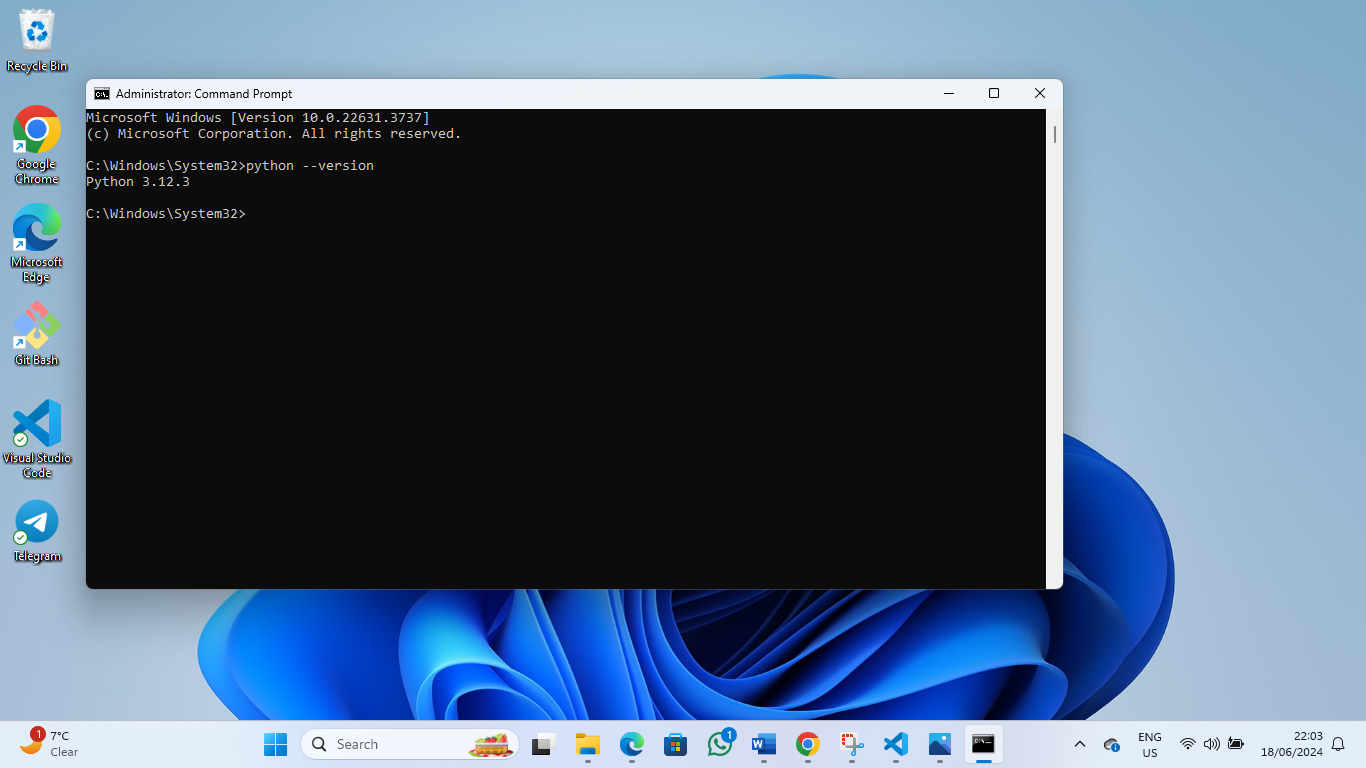 Recycle Bin
Google
Chrome
Microsoft
Edge
Git Bash
Visual Studio
Code
Telegram
Administrator: Command Prompt
Microsoft Windows [Version 10.0.22631.3737]
(c) Microsoft Corporation. All rights reserved.
C:\Windows\System32>python --version
Python 3.12.3
C:\Windows\System32>
1
7°C
Clear
Search
1
ENG
US
22:03
18/06/2024